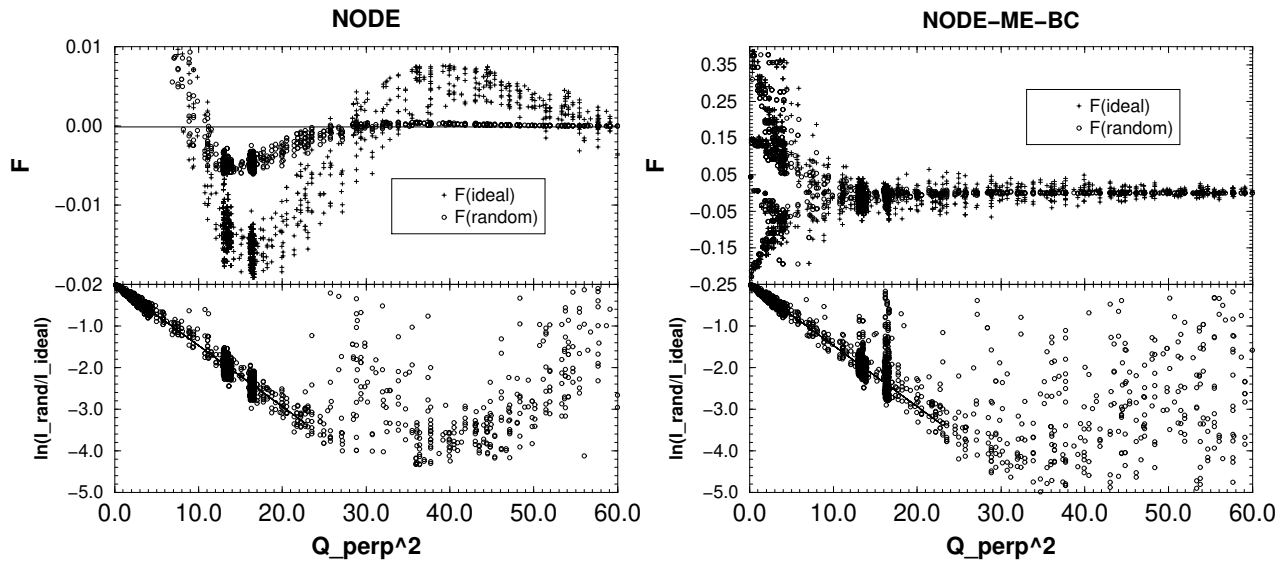 NODE
0.01
0.00
−0.01
−0.02
F
F(ideal)
F(random)
−1.0
−2.0
−3.0
−4.0
−5.0
ln(I_rand/I_ideal)
0.0 10.0 20.0 30.0 40.0 50.0 60.0
Q_perp^2
NODE−ME−BC
0.35
0.25
0.15
0.05
−0.05
−0.15
−0.25
F
F(ideal)
F(random)
−1.0
−2.0
−3.0
−4.0
−5.0
ln(I_rand/I_ideal)
0.0 10.0 20.0 30.0 40.0 50.0 60.0
Q_perp^2